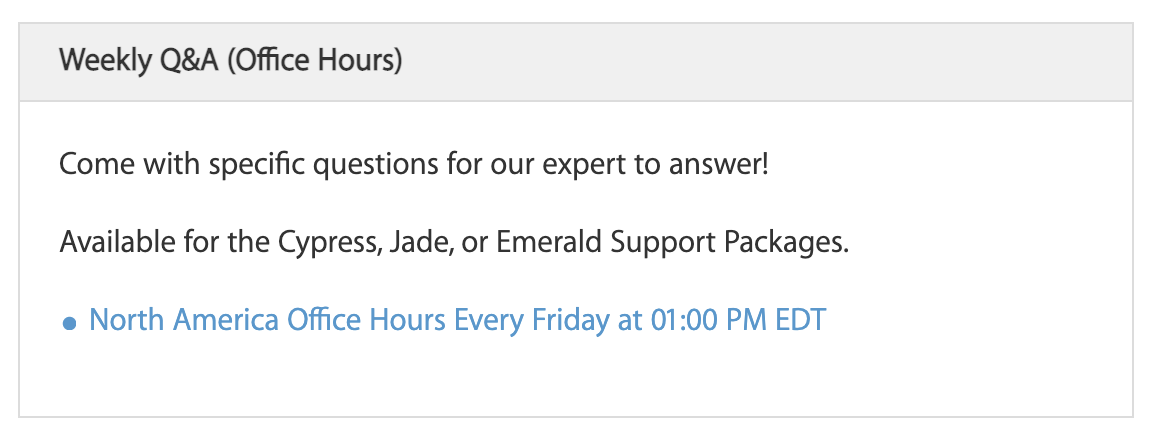 Weekly Q&A (Office Hours)
Come with specific questions for our expert to answer!
Available for the Cypress, Jade, or Emerald Support Packages.
• North America Office Hours Every Friday at 01:00 PM EDT